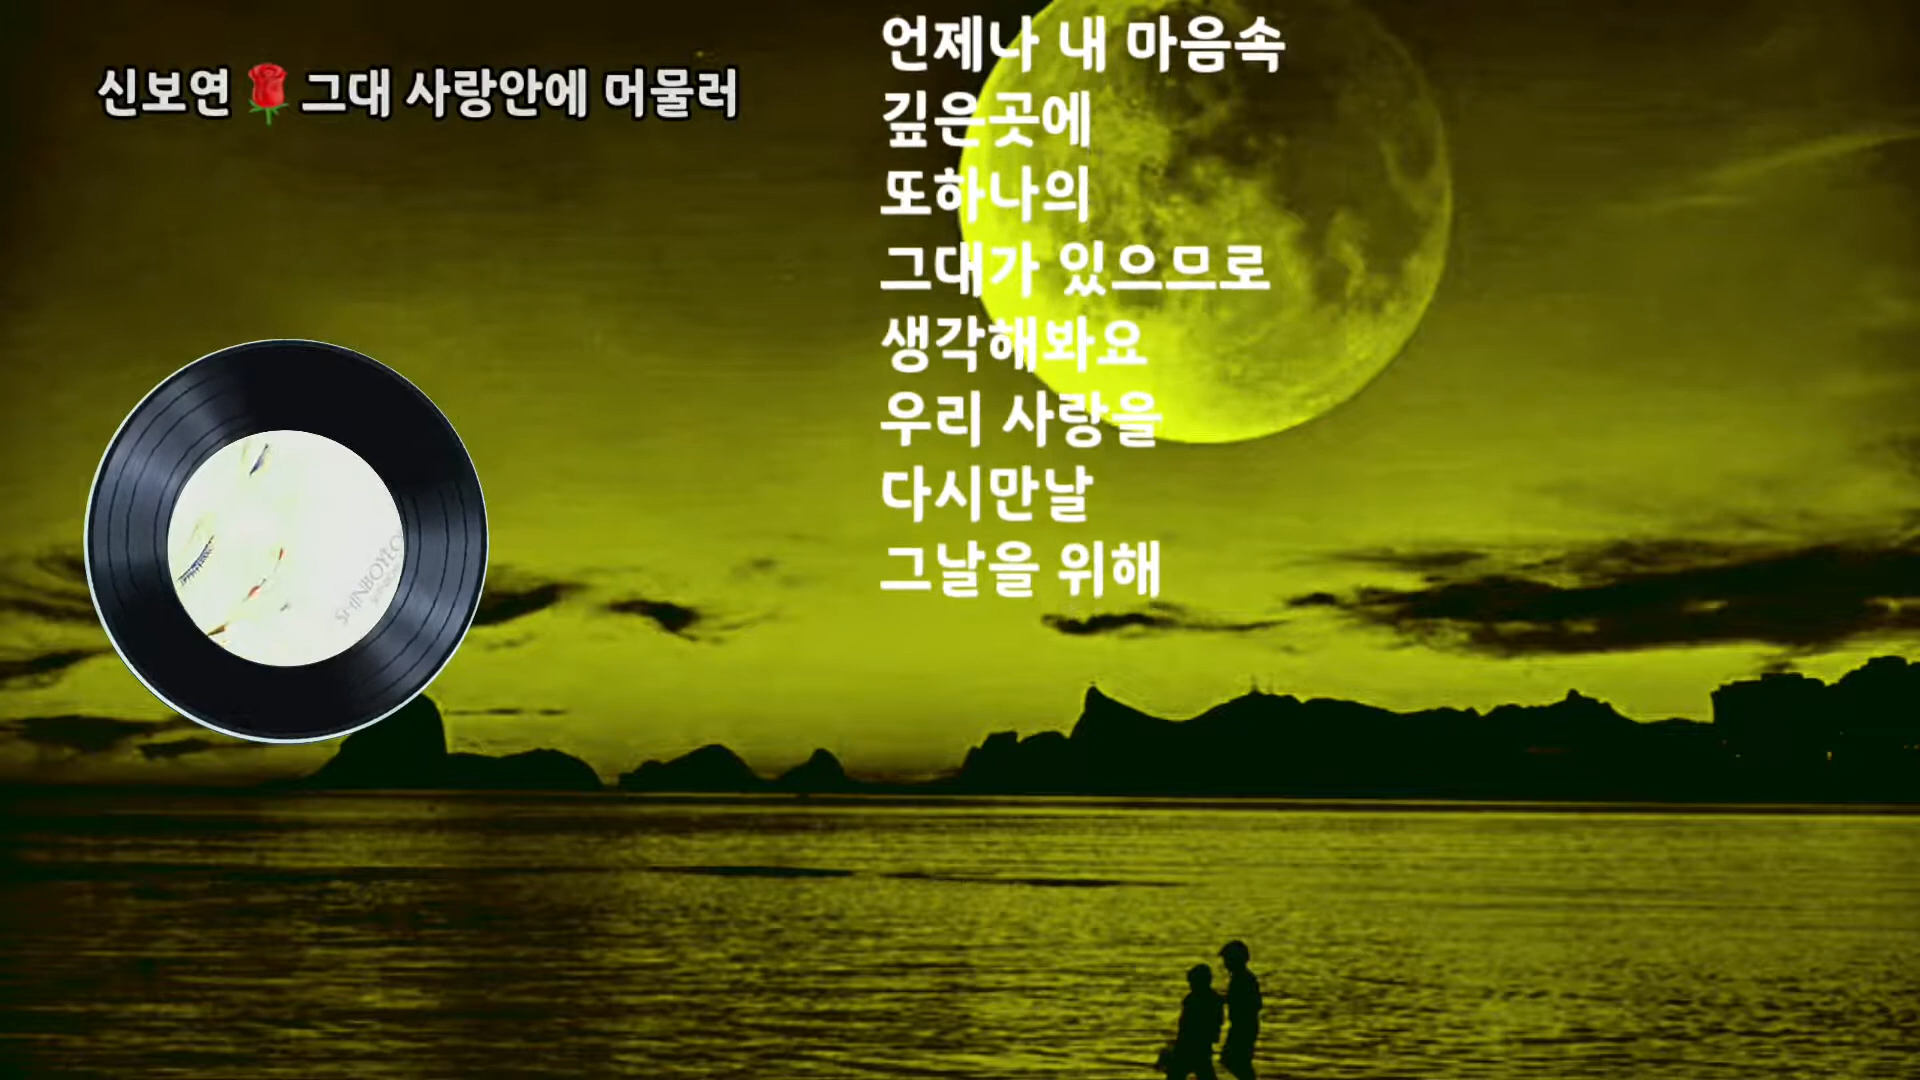 신보연🌹그대 사랑안에 머물러
언제나 내 마음속
깊은곳에
또하나의
그대가 있으므로
생각해봐요
우리 사랑을
다시만날
그날을 위해